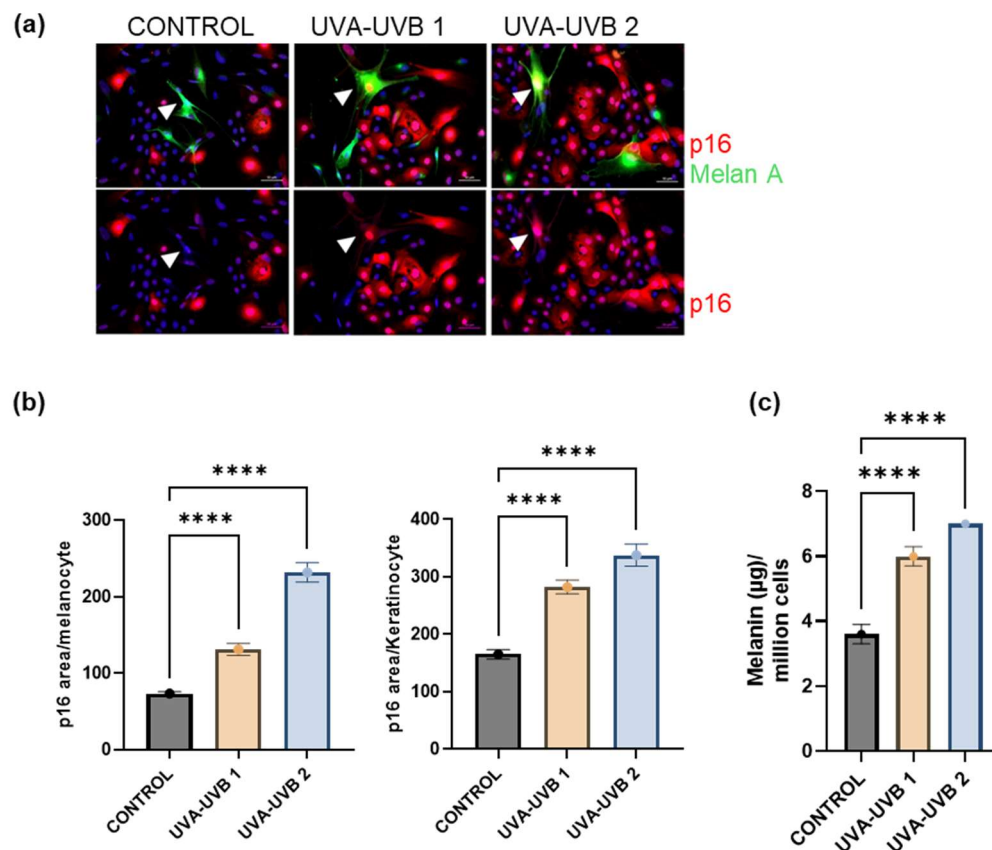 (a)
CONTROL UVA-UVB 1 UVA-UVB 2
p16
Melan A
p16
(b)
p16 area/melanocyte
300
200
100
0
****
****
CONTROL
UVA-UVB 1
UVA-UVB 2
p16 area/Keratinocyte
400
300
200
100
0
****
****
CONTROL
UVA-UVB 1
UVA-UVB 2
(c)
Melanin (µg)/
million cells
8
6
4
2
0
****
****
CONTROL
UVA-UVB 1
UVA-UVB 2